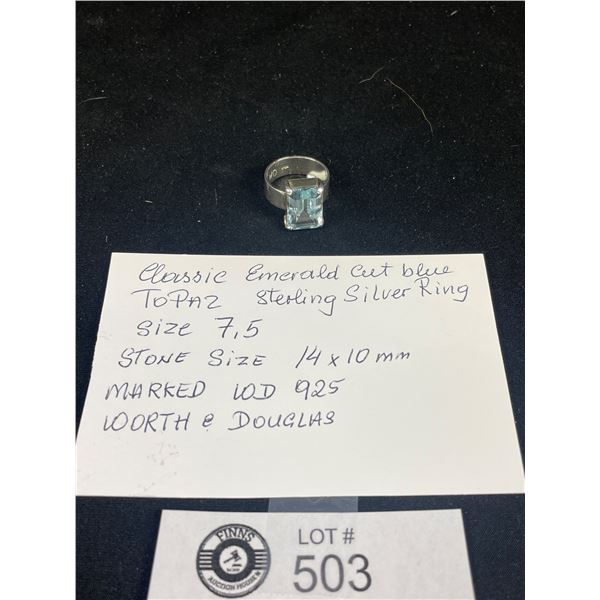 Classic Emerald Cut blue
TOPAZ Sterling Silver Ring
Size 7,5
STONE SIZE 14 x 10 mm
MARKED WD 925
WORTH & DOUGLAS
FINNS
AUCTION HOUSE
LOT #
503